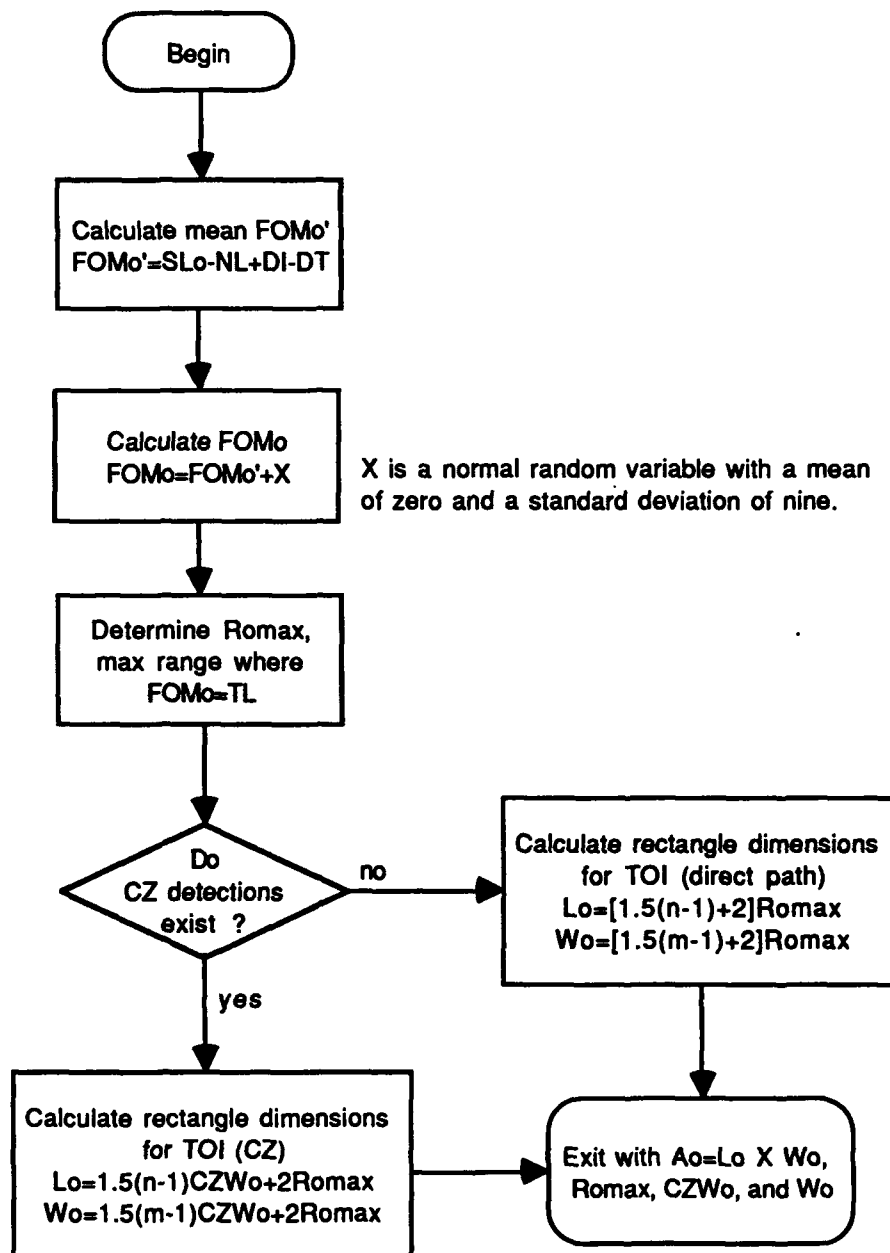 Begin
Calculate mean FOMo'
FOMo'=SLo-NL+DI-DT
Calculate FOMo
FOMo=FOMo'+X
X is a normal random variable with a mean
of zero and a standard deviation of nine.
Determine Romax,
max range where
FOMo=TL
Do
CZ detections
exist ?
no
yes
Calculate rectangle dimensions
for TOI (direct path)
Lo=[1.5(n-1)+2]Romax
Wo=[1.5(m-1)+2]Romax
Calculate rectangle dimensions
for TOI (CZ)
Lo=1.5(n-1)CZWo+2Romax
Wo=1.5(m-1)CZWo+2Romax
Exit with Ao=Lo X Wo,
Romax, CZWo, and Wo